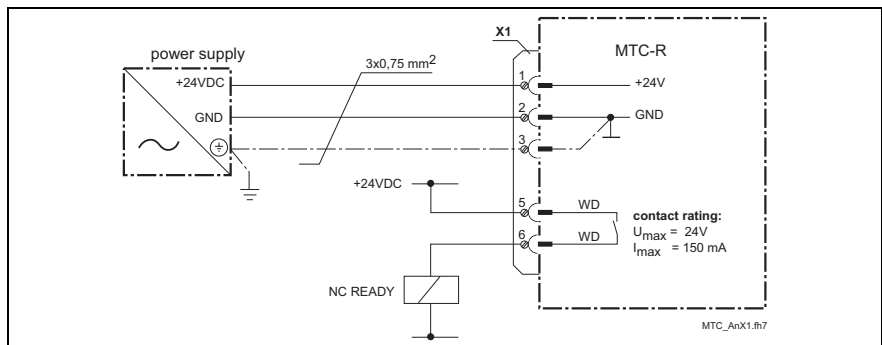 X1
MTC-R
power supply
3x0,75 mm2
+24VDC
1
+24V
GND
2
GND
3
+24VDC
5
WD
contact rating:
Umax = 24V
6
WD
Imax = 150 mA
NC READY
MTC_AnX1.fh7